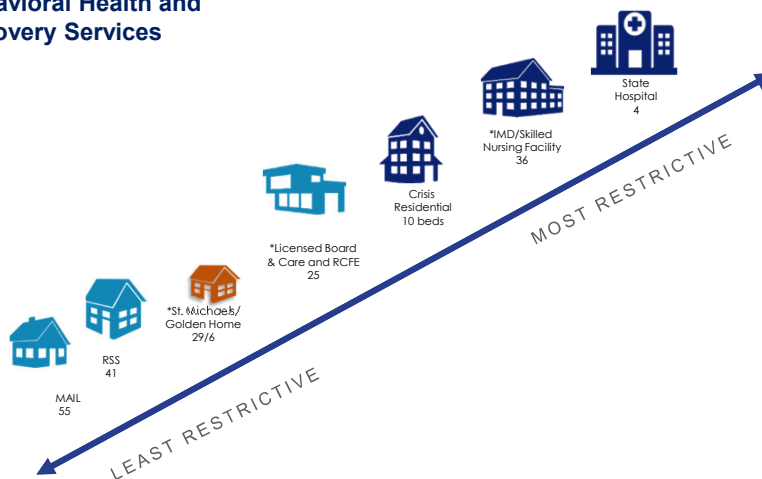 avioral Health and
overy Services
State
Hospital
4
*IMD/Skilled
Nursing Facility
36
Crisis
Residential
10 beds
*Licensed Board
& Care and RCFE
25
*St. Michaels/
Golden Home
29/6
RSS
41
MAIL
55
MOST RESTRICTIVE
LEAST RESTRICTIVE